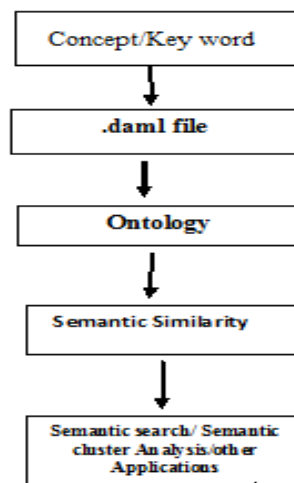 Concept/Key word
.daml file
Ontology
Semantic Similarity
Semantic search/ Semantic
cluster Analysis/other
Applications